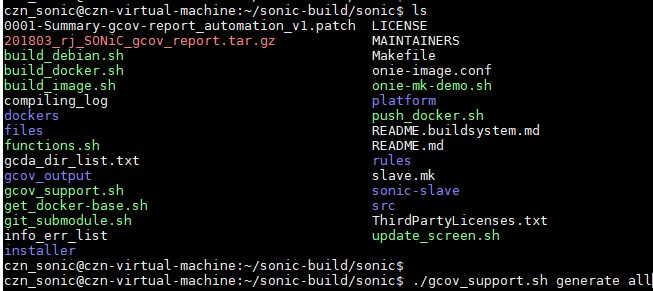 czn_sonic@czn-virtual-machine:~/sonic-build/sonic$ ls
0001-Summary-gcov-report_automation_v1.patch  LICENSE
201803_rj_SONiC_gcov_report.tar.gz            MAINTAINERS
build_debian.sh                               Makefile
build_docker.sh                               onie-image.conf
build_image.sh                                onie-mk-demo.sh
compiling_log                                 platform
dockers                                       push_docker.sh
files                                         README.buildsystem.md
functions.sh                                  README.md
gcda_dir_list.txt                             rules
gcov_output                                   slave.mk
gcov_support.sh                               sonic-slave
get_docker-base.sh                            src
git_submodule.sh                              ThirdPartyLicenses.txt
info_err_list                                 update_screen.sh
installer
czn_sonic@czn-virtual-machine:~/sonic-build/sonic$
czn_sonic@czn-virtual-machine:~/sonic-build/sonic$ ./gcov_support.sh generate all